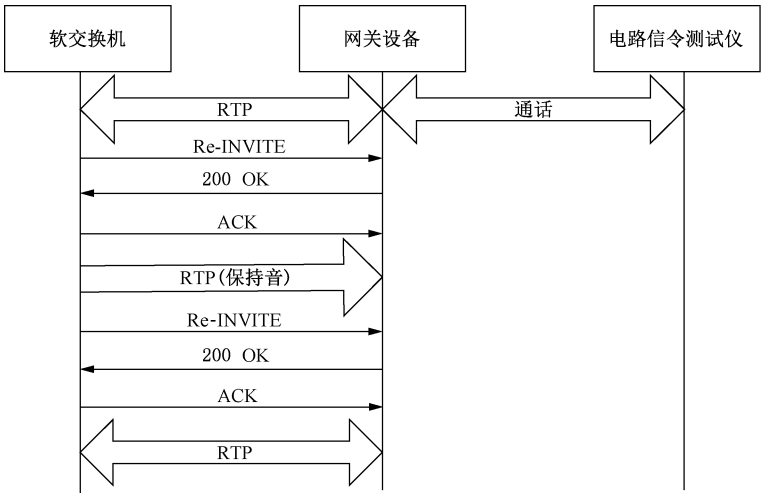 软交换机 网关设备 电路信令测试仪
RTP 通话
Re-INVITE
200 OK
ACK
RTP(保持音)
Re-INVITE
200 OK
ACK
RTP